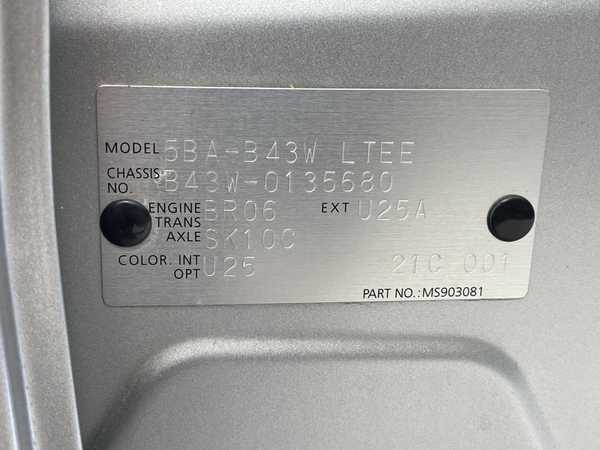 MODEL 5BA-B43W LTEE
CHASSIS NO. B43W-0135680
ENGINE BR06 EXT U25A
TRANS AXLE SK10C
COLOR. INT U25
OPT 21C 001
PART NO.: MS903081